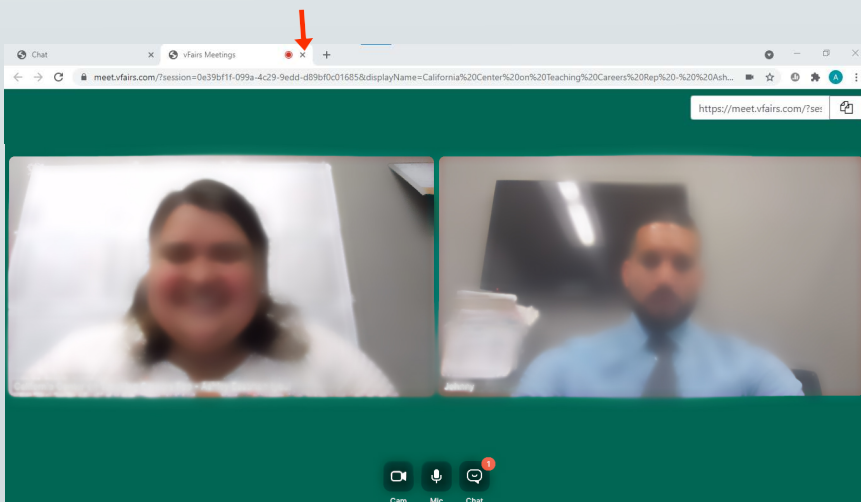 Chat
vFairs Meetings
meet.vfairs.com/?session=0e39bf1f-099a-4c29-9edd-d89bf0c01685&displayName=California%20Center%20on%20Teaching%20Careers%20Rep%20-%20%20Ash...
A
https://meet.vfairs.com/?se
Johnny
1
Cam Mic Chat